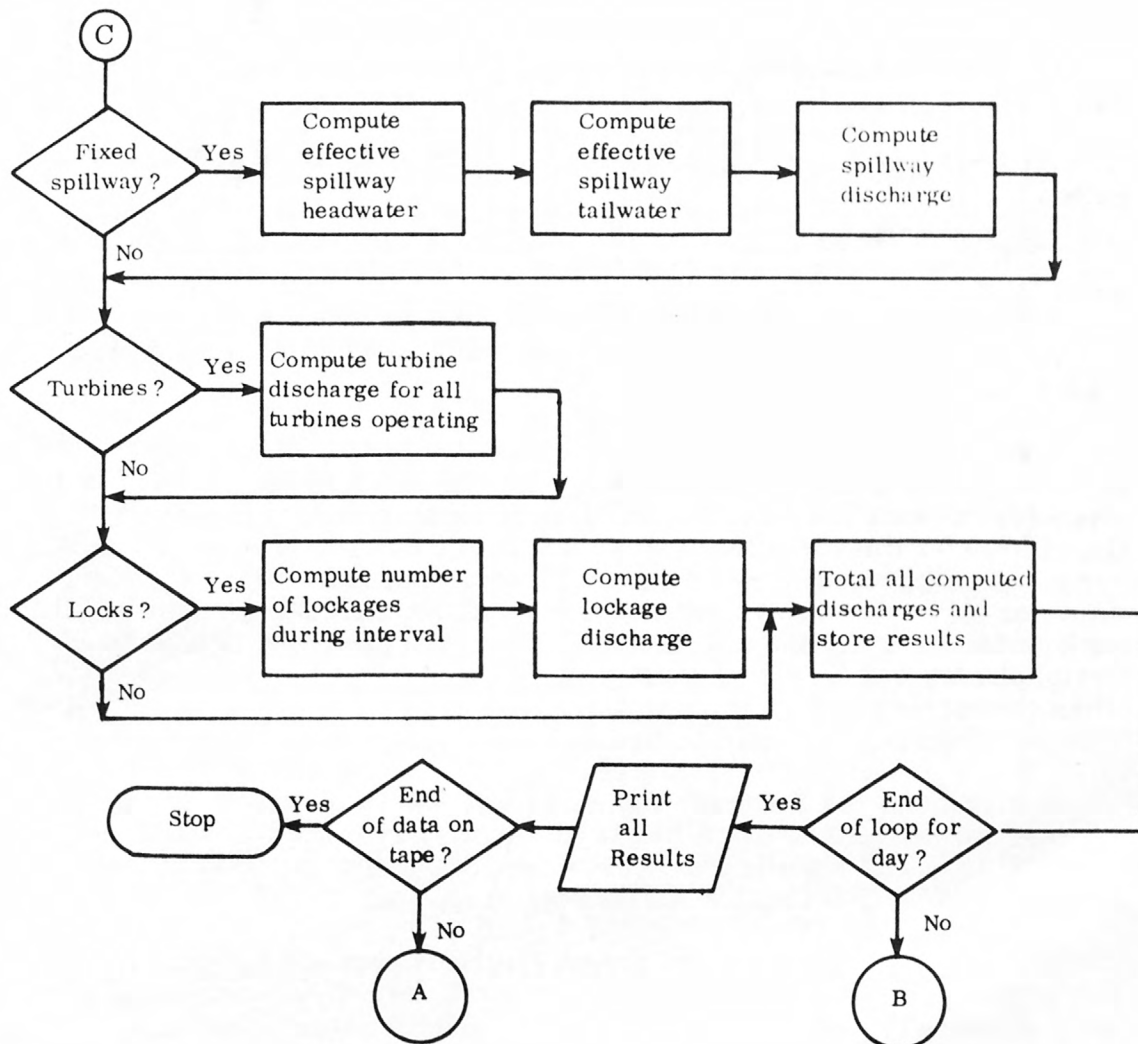 C
Fixed
spillway?
Yes
Compute
effective
spillway
headwater
Compute
effective
spillway
tailwater
Compute
spillway
discharge
No
Turbines?
Yes
Compute turbine
discharge for all
turbines operating
No
Locks?
Yes
Compute number
of lockages
during interval
Compute
lockage
discharge
Total all computed
discharges and
store results
No
Stop
Yes
End
of data on
tape?
Print
all
Results
Yes
End
of loop for
day?
No
No
A
B